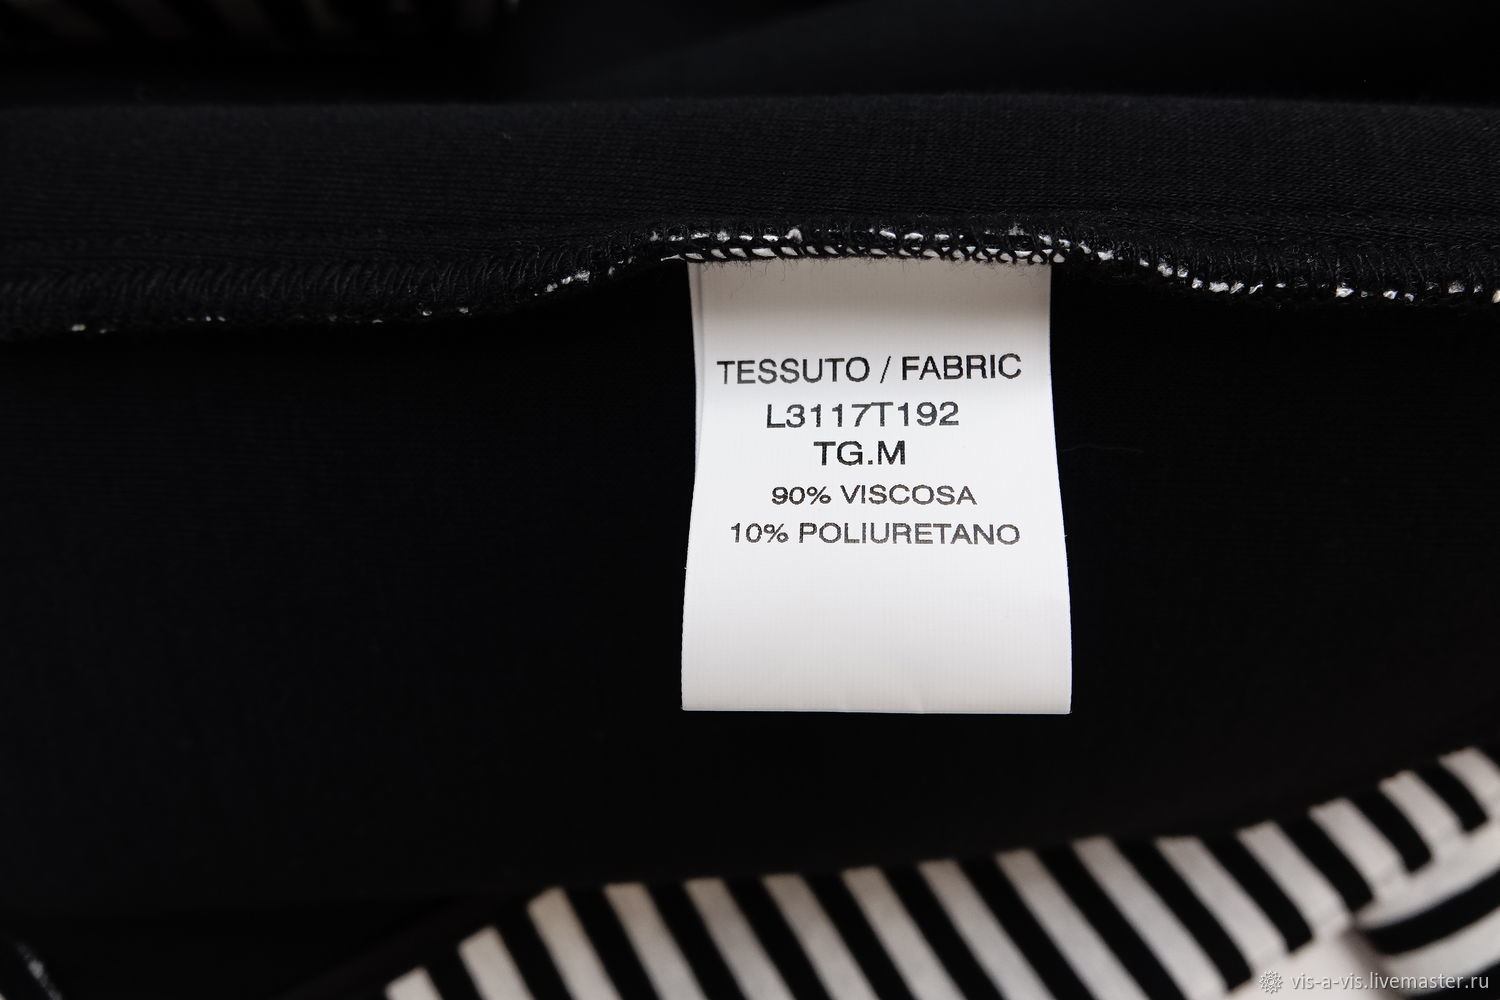 TESSUTO / FABRIC
L3117T192
TG.M
90% VISCOSA
10% POLIURETANO
vis-a-vis.livemaster.ru